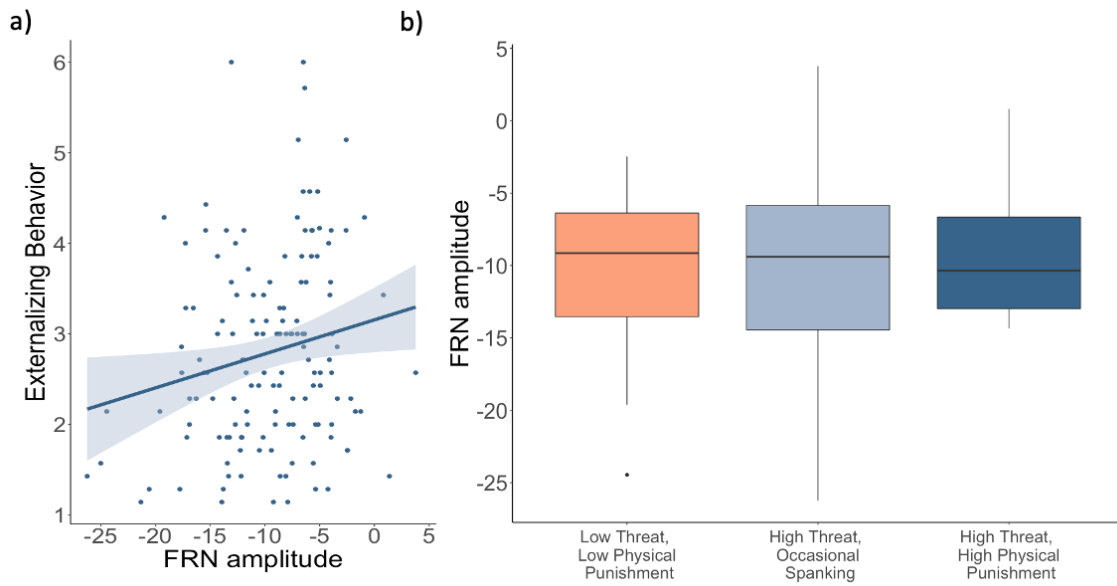 a)
Externalizing Behavior
6
5
4
3
2
1
-25 -20 -15 -10 -5 0 5
FRN amplitude
b)
FRN amplitude
5
0
-5
-10
-15
-20
-25
Low Threat,
Low Physical
Punishment
High Threat,
Occasional
Spanking
High Threat,
High Physical
Punishment